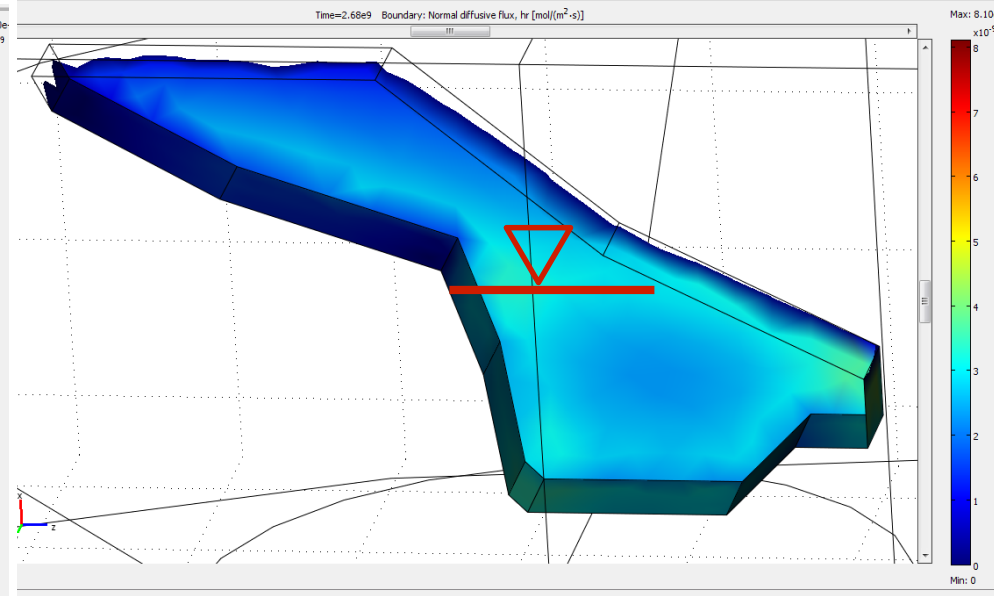 Time=2.68e9 Boundary: Normal diffusive flux, hr [mol/(m²·s)]
Max: 8.10
x10⁻⁹
8
7
6
5
4
3
2
1
0
Min: 0
x
z